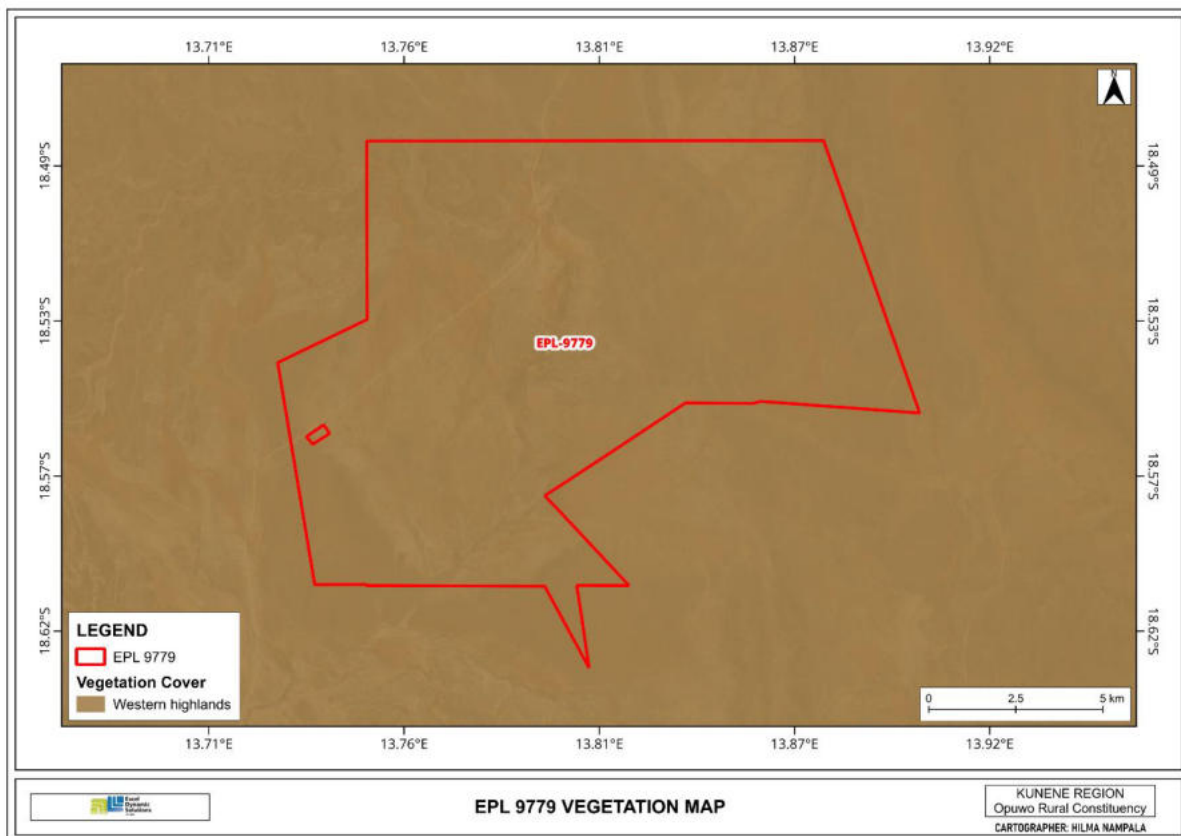 13.71°E 13.76°E 13.81°E 13.87°E 13.92°E
N
18.49°S 18.49°S
18.53°S 18.53°S
EPL-9779
18.57°S 18.57°S
18.62°S 18.62°S
LEGEND
EPL 9779
Vegetation Cover
Western highlands
0 2.5 5 km
13.71°E 13.76°E 13.81°E 13.87°E 13.92°E
Excel
Dynamic
Solutions
EPL 9779 VEGETATION MAP
KUNENE REGION
Opuwo Rural Constituency
CARTOGRAPHER: HILMA NAMPALA